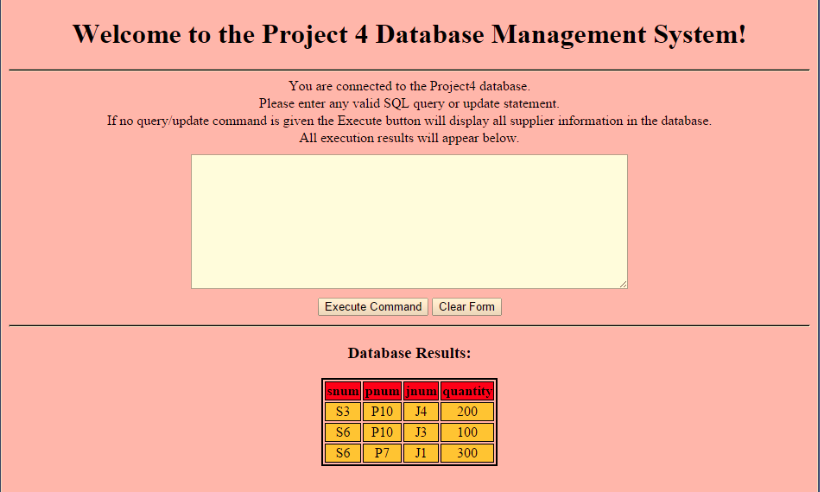 Welcome to the Project 4 Database Management System!
You are connected to the Project4 database.
Please enter any valid SQL query or update statement.
If no query/update command is given the Execute button will display all supplier information in the database.
All execution results will appear below.
Execute Command Clear Form
Database Results:
snum pnum jnum quantity
S3 P10 J4 200
S6 P10 J3 100
S6 P7 J1 300